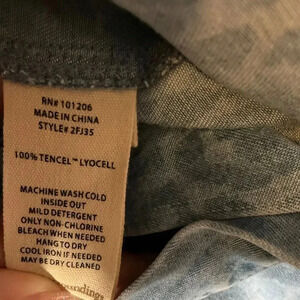 RN# 101206
MADE IN CHINA
STYLE# 2FJ35
100% TENCEL™ LYOCELL
MACHINE WASH COLD
INSIDE OUT
MILD DETERGENT
ONLY NON-CHLORINE
BLEACH WHEN NEEDED
HANG TO DRY
COOL IRON IF NEEDED
MAY BE DRY CLEANED